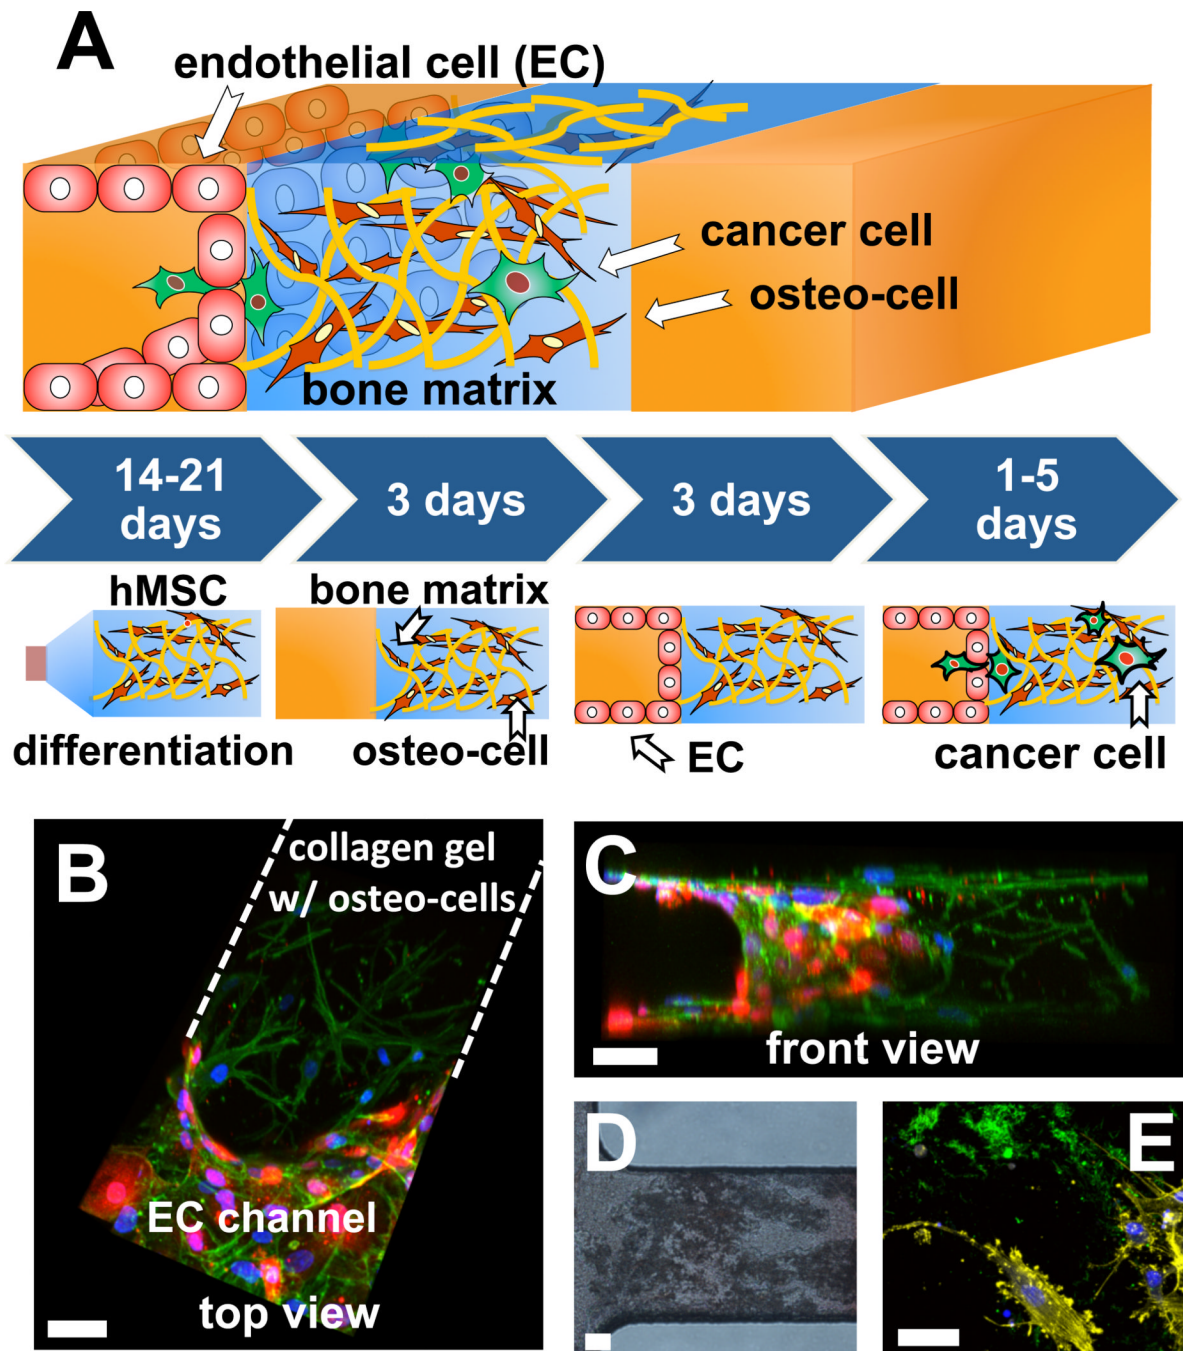 A
endothelial cell (EC)
cancer cell
osteo-cell
bone matrix
14-21
days
3 days
3 days
1-5
days
hMSC
bone matrix
differentiation
osteo-cell
EC
cancer cell
B
collagen gel
w/ osteo-cells
EC channel
top view
C
front view
D
E